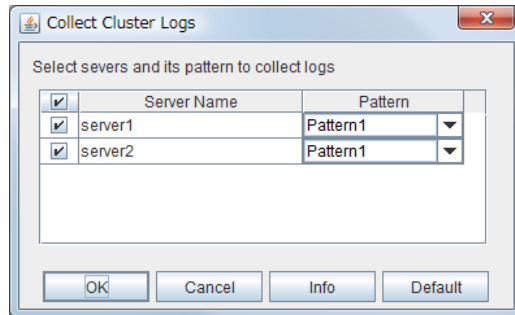 Collect Cluster Logs
Select severs and its pattern to collect logs
Server Name Pattern
server1 Pattern1
server2 Pattern1
OK Cancel Info Default